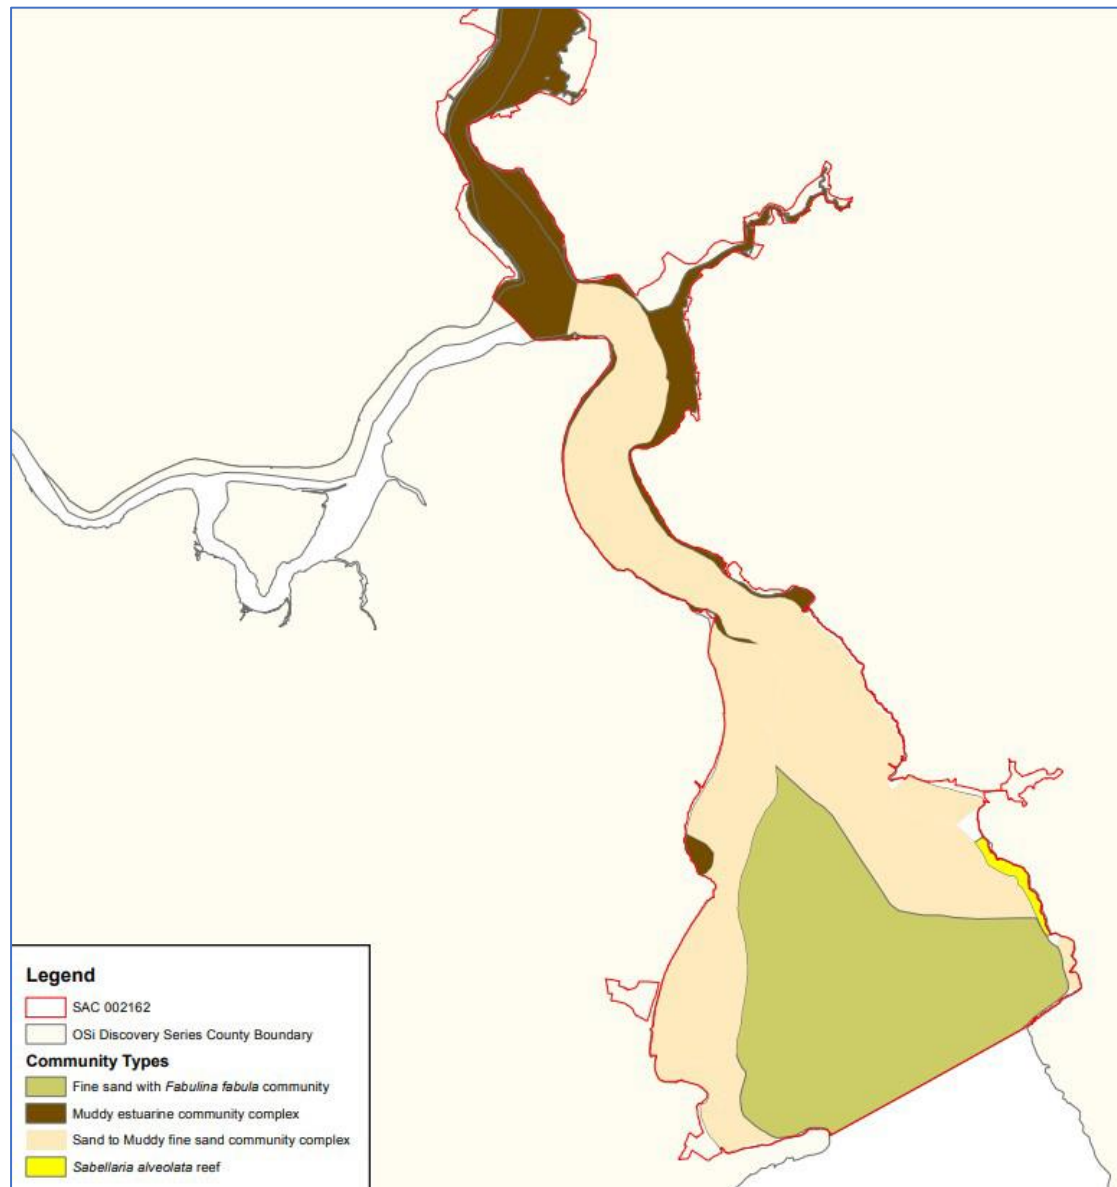 Legend
SAC 002162
OSi Discovery Series County Boundary
Community Types
Fine sand with Fabulina fabula community
Muddy estuarine community complex
Sand to Muddy fine sand community complex
Sabellaria alveolata reef